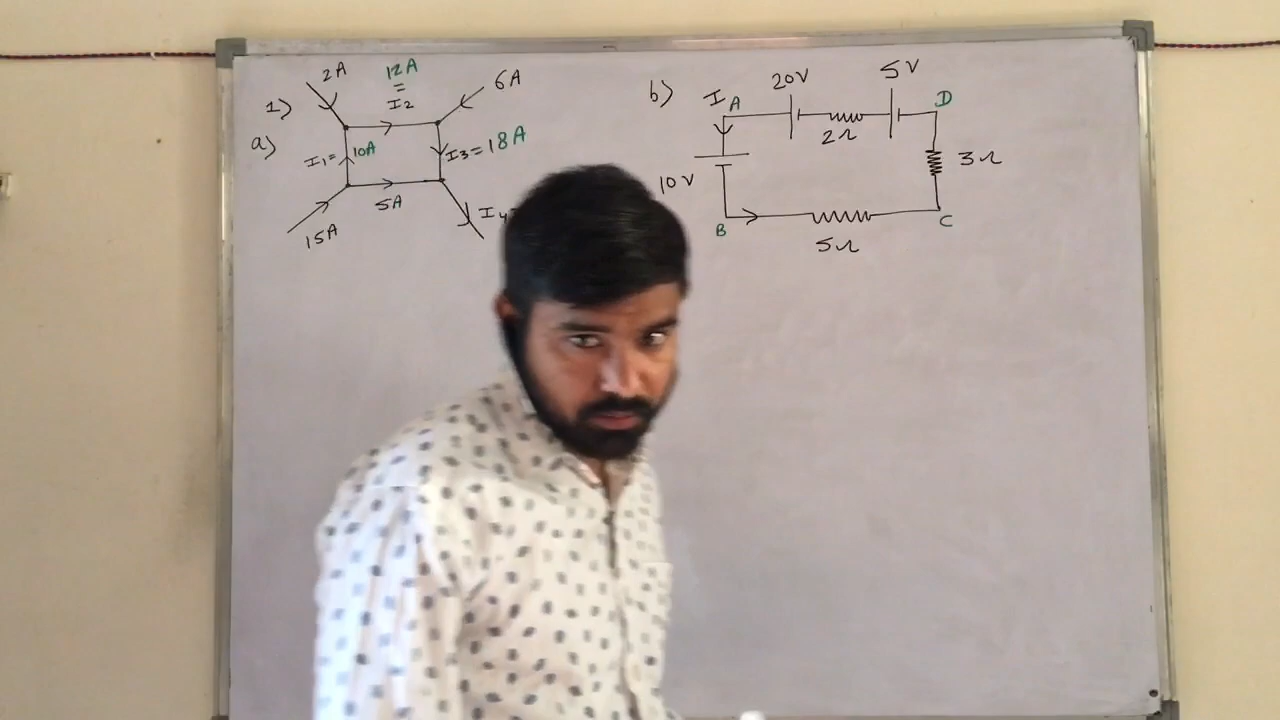 1)
a)
2A
12A
=
I2
6A
I1=
10A
I3=18A
5A
15A
I4
b)
I
A
20V
5V
D
2Ω
3Ω
10V
B
5Ω
C